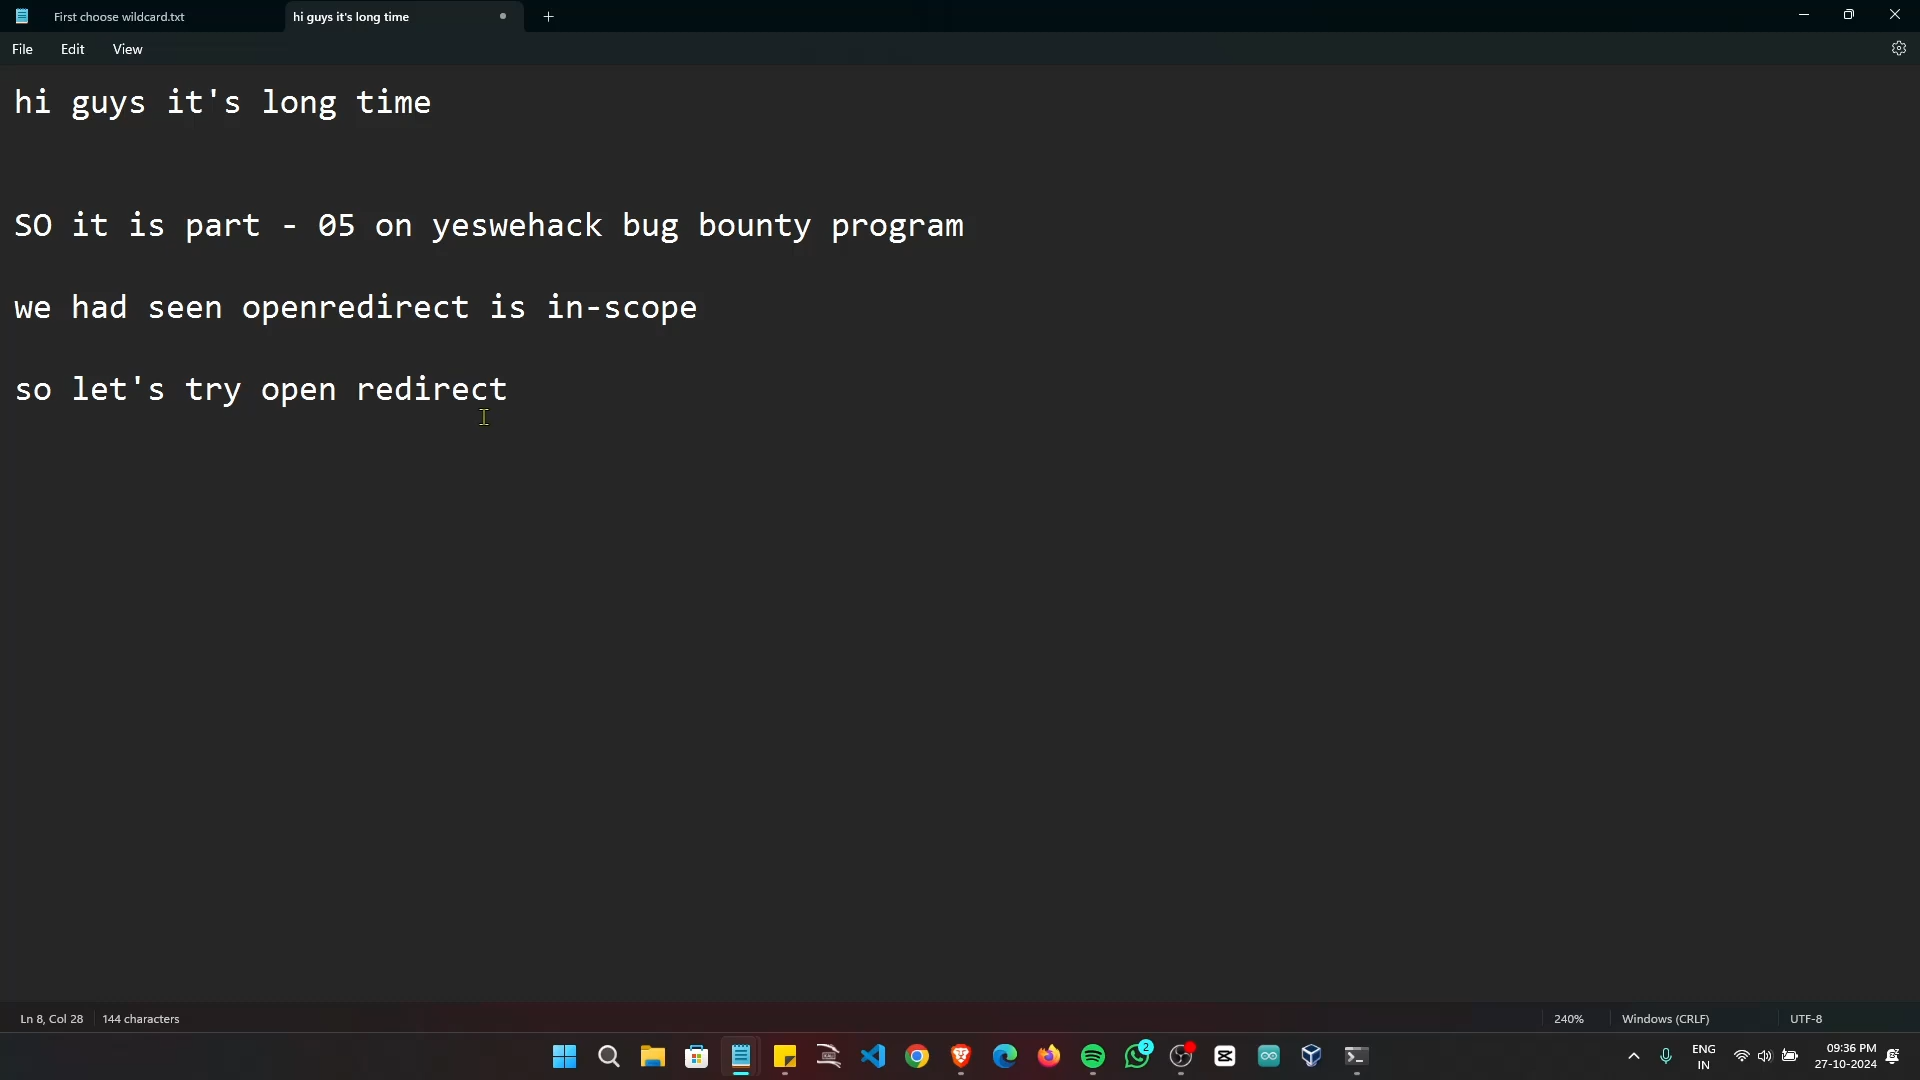 First choose wildcard.txt
hi guys it's long time
File Edit View
hi guys it's long time
SO it is part - 05 on yeswehack bug bounty program
we had seen openredirect is in-scope
so let's try open redirect
Ln 8, Col 28 144 characters 240% Windows (CRLF) UTF-8
2
ENG
IN
09:36 PM
27-10-2024